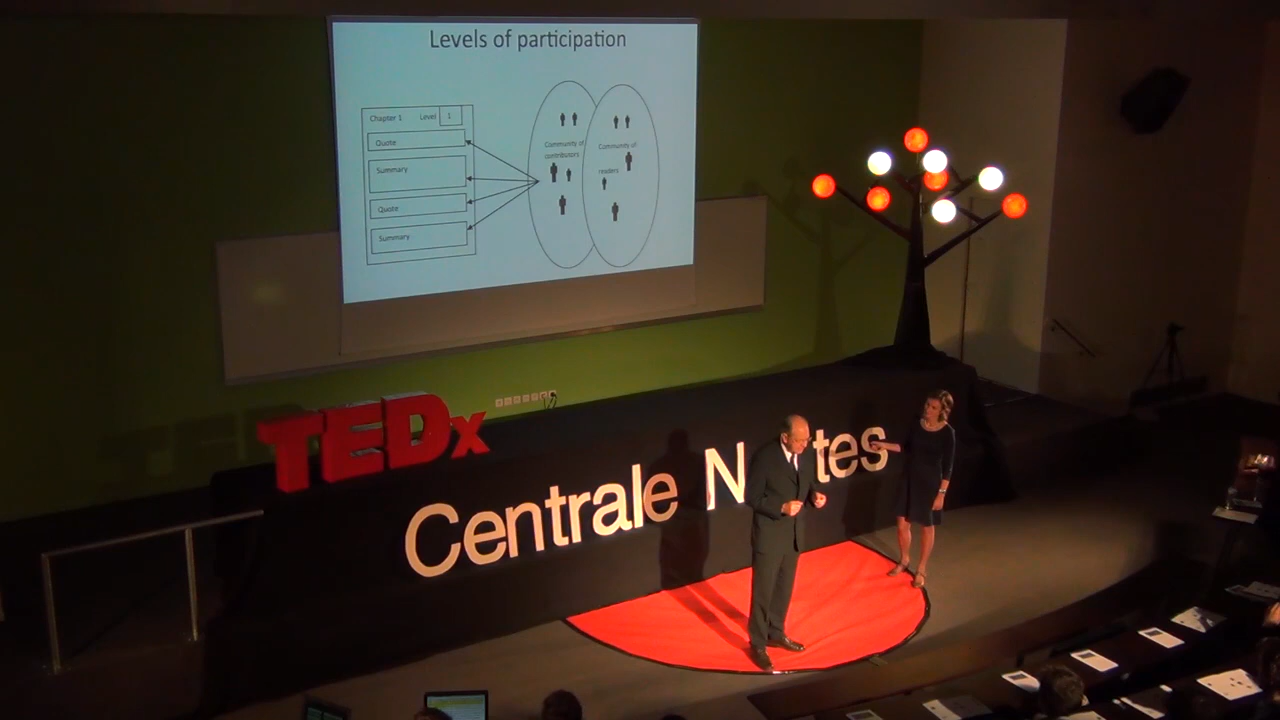 Levels of participation
Chapter 1 Level 1
Quote
Summary
Quote
Summary
Community of
contributors
Community of
readers
TEDx
Centrale N tes